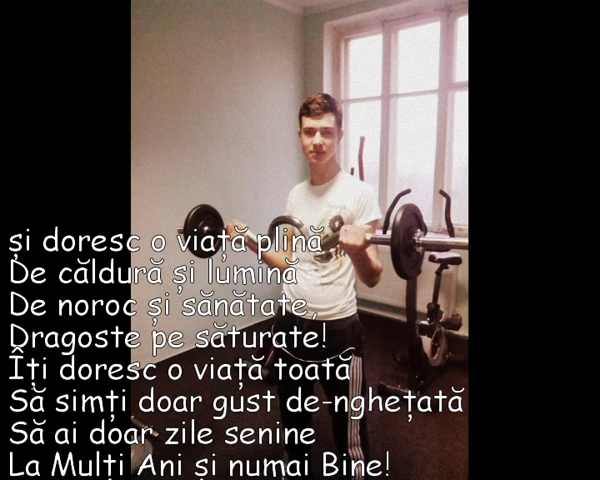 și doresc o viață plină
De căldură și lumină
De noroc și sănătate,
Dragoste pe săturate!
Îți doresc o viață toată
Să simți doar gust de-nghețată
Să ai doar zile senine
La Mulți Ani și numai Bine!